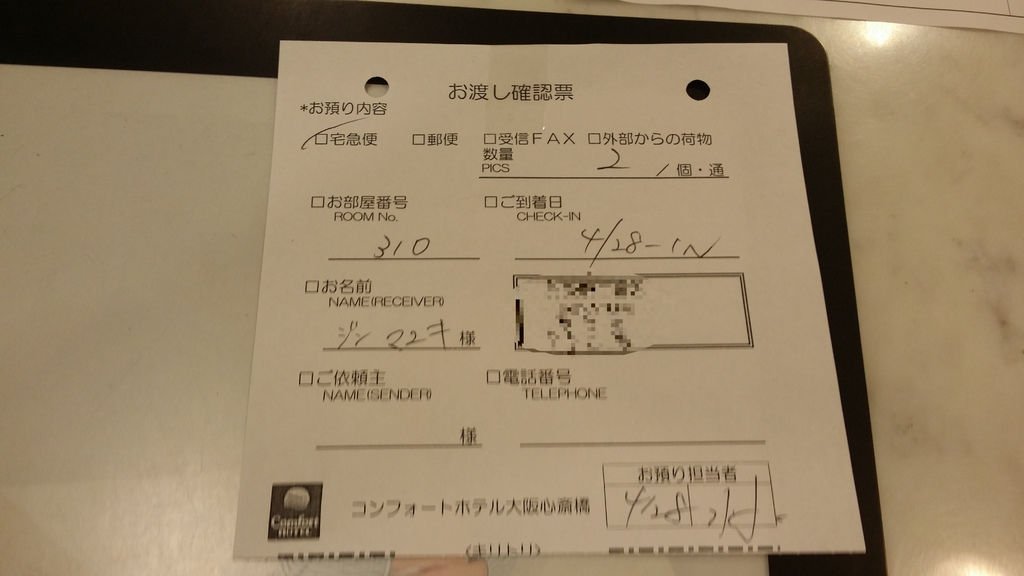 お渡し確認票
*お預り内容
□宅急便 □郵便 □受信FAX □外部からの荷物
数量
PICS 2 / 個・通
□お部屋番号 □ご到着日
ROOM No. CHECK-IN
310 4/28-IN
□お名前
NAME(RECEIVER)
ジン 様
□ご依頼主 □電話番号
NAME(SENDER) TELEPHONE
様
お預り担当者
コンフォートホテル大阪心斎橋
4/28
Comfort
HOTEL
(キリトリ)